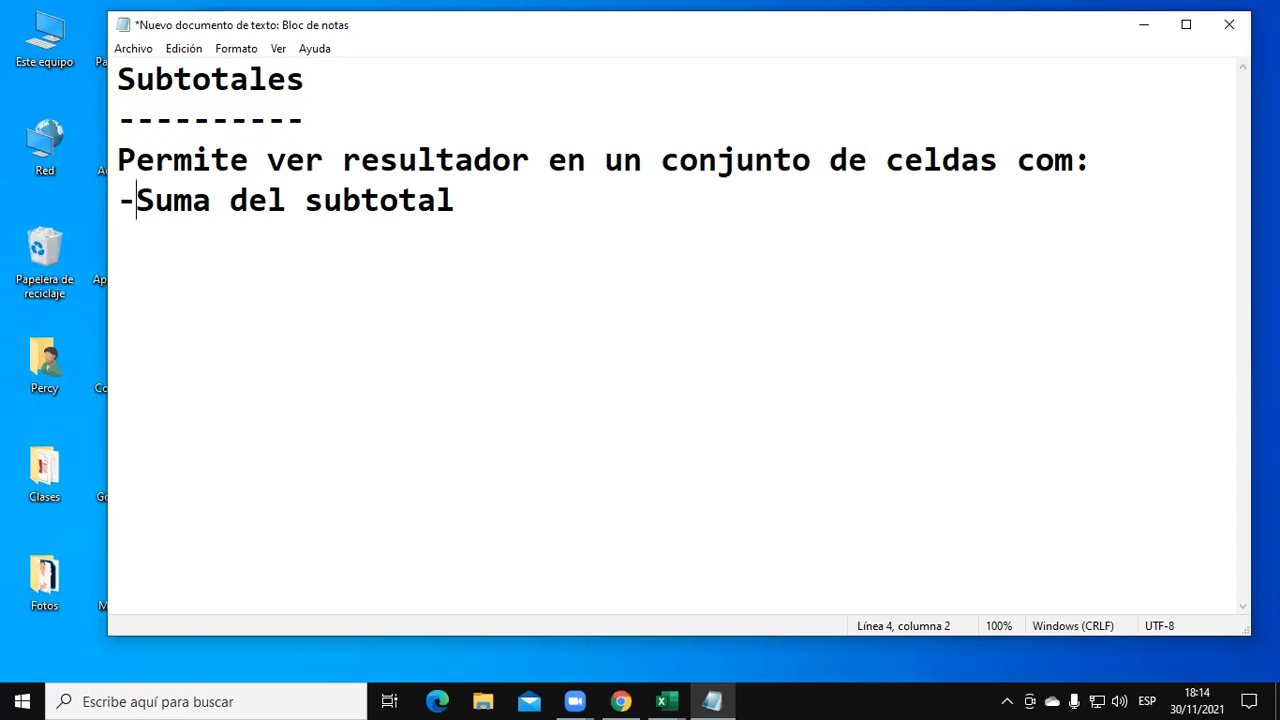 *Nuevo documento de texto: Bloc de notas
Archivo Edición Formato Ver Ayuda
Subtotales
----------
Permite ver resultador en un conjunto de celdas com:
-Suma del subtotal
Este equipo
Red
Papelera de
reciclaje
Percy
Clases
Fotos
Línea 4, columna 2 100% Windows (CRLF) UTF-8
Escribe aquí para buscar
ESP
18:14
30/11/2021